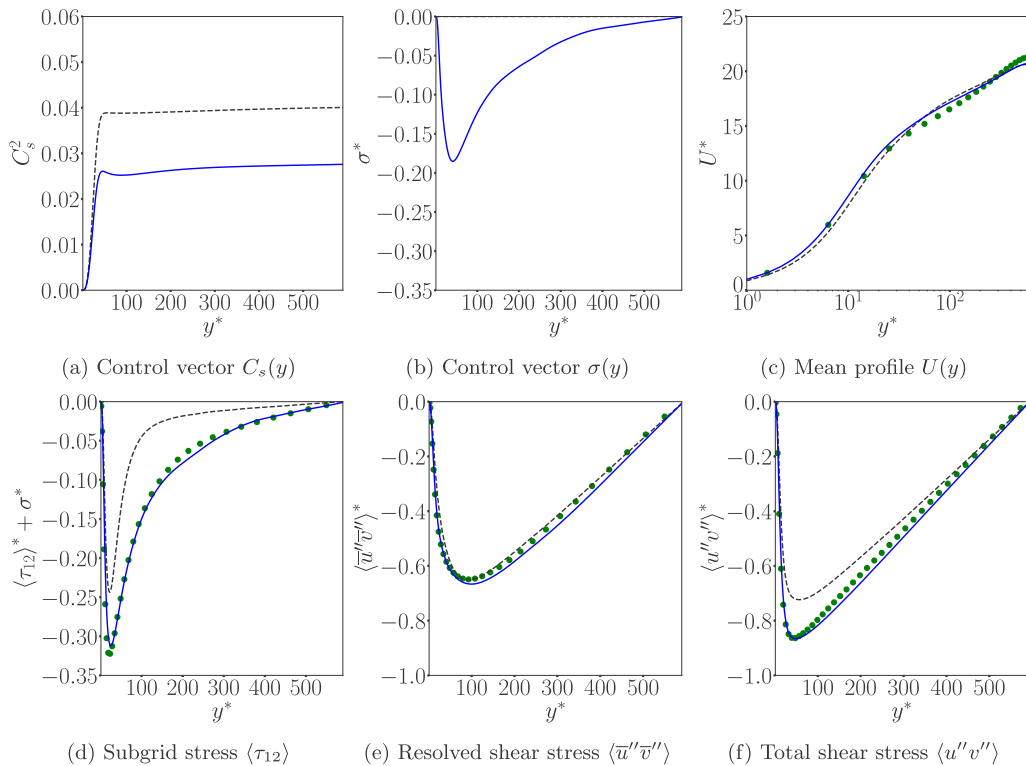 0.06
0.05
0.04
0.03
0.02
0.01
0.00
C_s^2
100 200 300 400 500
y*
(a) Control vector C_s(y)
0.00
−0.05
−0.10
−0.15
−0.20
−0.25
−0.30
−0.35
σ*
100 200 300 400 500
y*
(b) Control vector σ(y)
25
20
15
10
5
0
U*
10^0 10^1 10^2
y*
(c) Mean profile U(y)
0.00
−0.05
−0.10
−0.15
−0.20
−0.25
−0.30
−0.35
⟨τ_12⟩* + σ*
100 200 300 400 500
y*
(d) Subgrid stress ⟨τ_12⟩
0.0
−0.2
−0.4
−0.6
−0.8
−1.0
⟨u̅′′v̅′′⟩*
100 200 300 400 500
y*
(e) Resolved shear stress ⟨u̅′′v̅′′⟩
0.0
−0.2
−0.4
−0.6
−0.8
−1.0
⟨u′′v′′⟩*
100 200 300 400 500
y*
(f) Total shear stress ⟨u′′v′′⟩